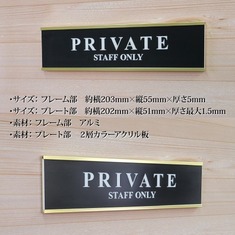 PRIVATE
STAFF ONLY
・サイズ： フレーム部　約横203mm×縦55mm×厚さ5mm
・サイズ： プレート部　約横202mm×縦51mm×厚さ最大1.5mm
・素材： フレーム部　アルミ
・素材： プレート部　２層カラーアクリル板
PRIVATE
STAFF ONLY